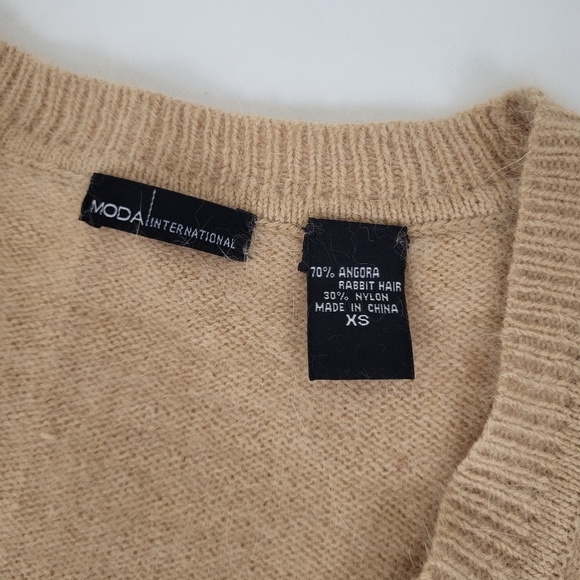 MODA INTERNATIONAL
70% ANGORA
RABBIT HAIR
30% NYLON
MADE IN CHINA
XS